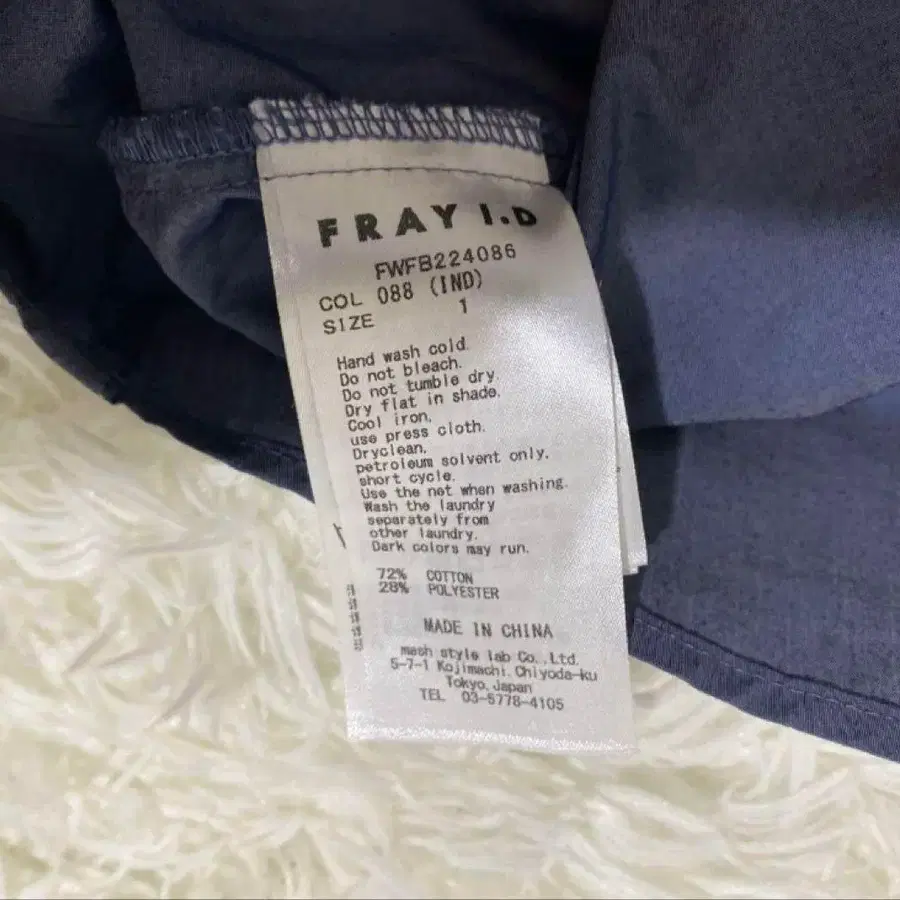 FRAY I.D
FWFB224086
COL 088 (IND)
SIZE 1
Hand wash cold.
Do not bleach.
Do not tumble dry.
Dry flat in shade.
Cool iron.
use press cloth.
Dryclean.
petroleum solvent only.
short cycle.
Use the net when washing.
Wash the laundry
separately from
other laundry.
Dark colors may run.
72% COTTON
28% POLYESTER
MADE IN CHINA
mash style lab Co.,Ltd.
5-7-1 Kojimachi.Chiyoda-ku
Tokyo.Japan
TEL 03-5778-4105